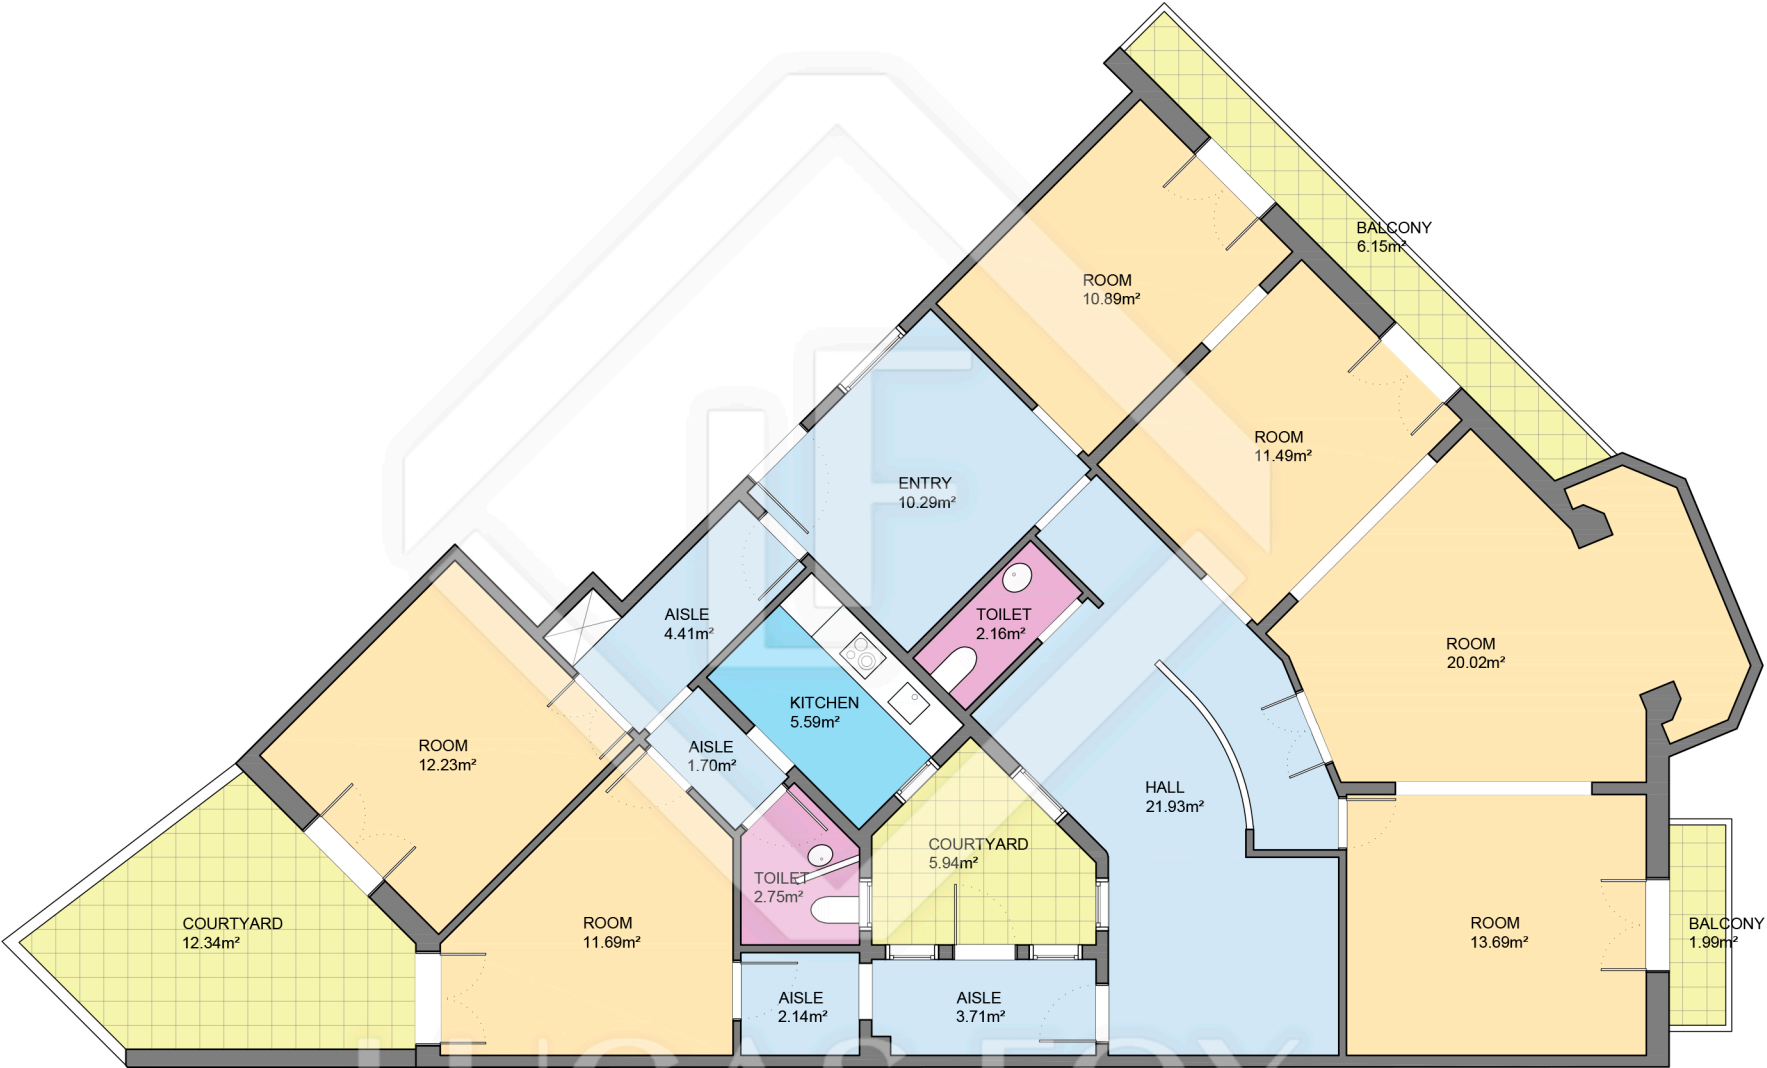 BALCONY
6.15m²
ROOM
10.89m²
ROOM
11.49m²
ENTRY
10.29m²
AISLE
4.41m²
TOILET
2.16m²
ROOM
20.02m²
KITCHEN
5.59m²
ROOM
12.23m²
AISLE
1.70m²
HALL
21.93m²
COURTYARD
5.94m²
TOILET
2.75m²
COURTYARD
12.34m²
ROOM
11.69m²
ROOM
13.69m²
BALCONY
1.99m²
AISLE
2.14m²
AISLE
3.71m²
LUCAS FOX